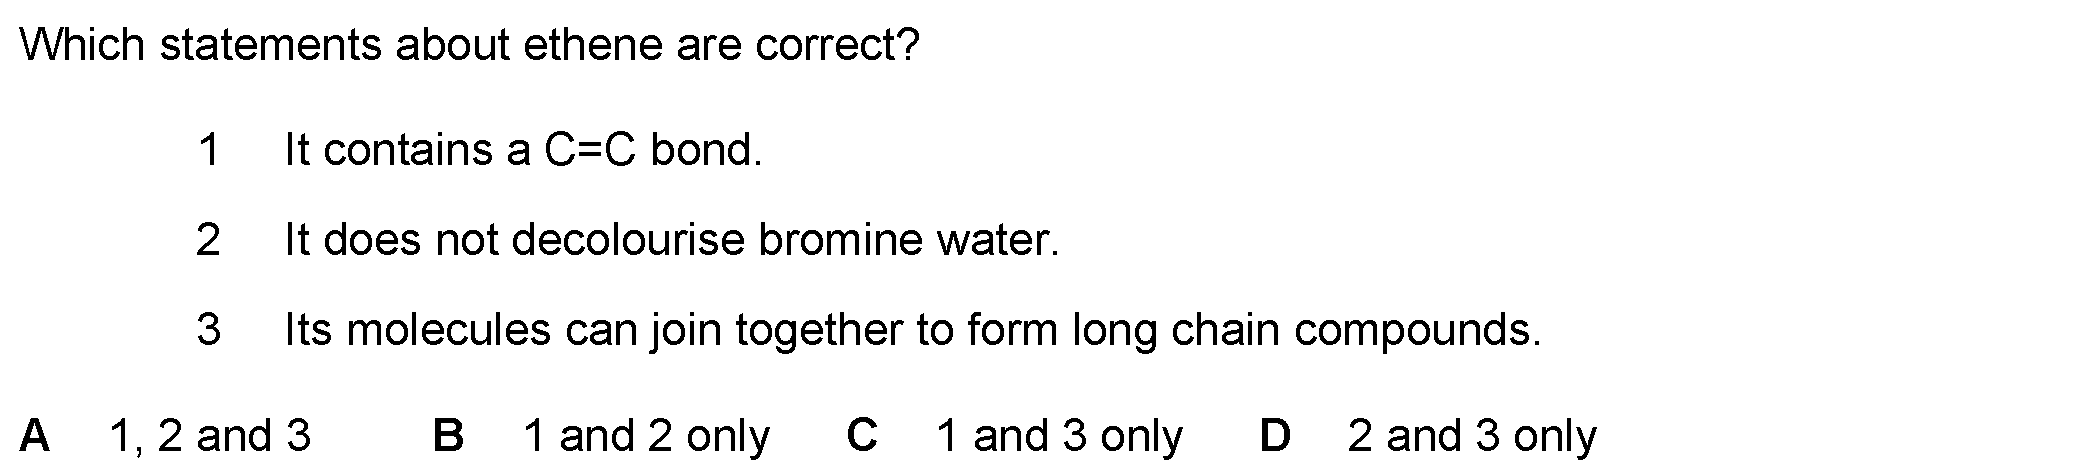 Which statements about ethene are correct?
1 It contains a C=C bond.
2 It does not decolourise bromine water.
3 Its molecules can join together to form long chain compounds.
A 1, 2 and 3 B 1 and 2 only C 1 and 3 only D 2 and 3 only